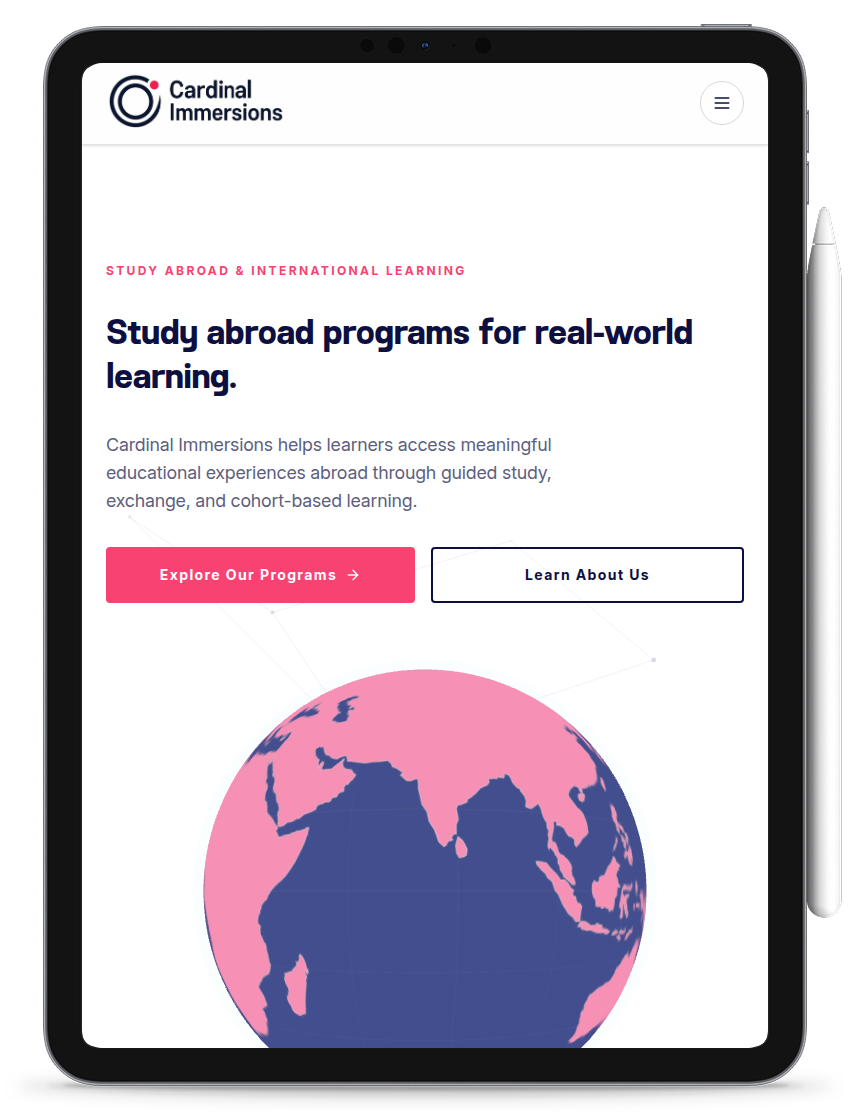 Cardinal
Immersions
STUDY ABROAD & INTERNATIONAL LEARNING
Study abroad programs for real-world
learning.
Cardinal Immersions helps learners access meaningful
educational experiences abroad through guided study,
exchange, and cohort-based learning.
Explore Our Programs →
Learn About Us